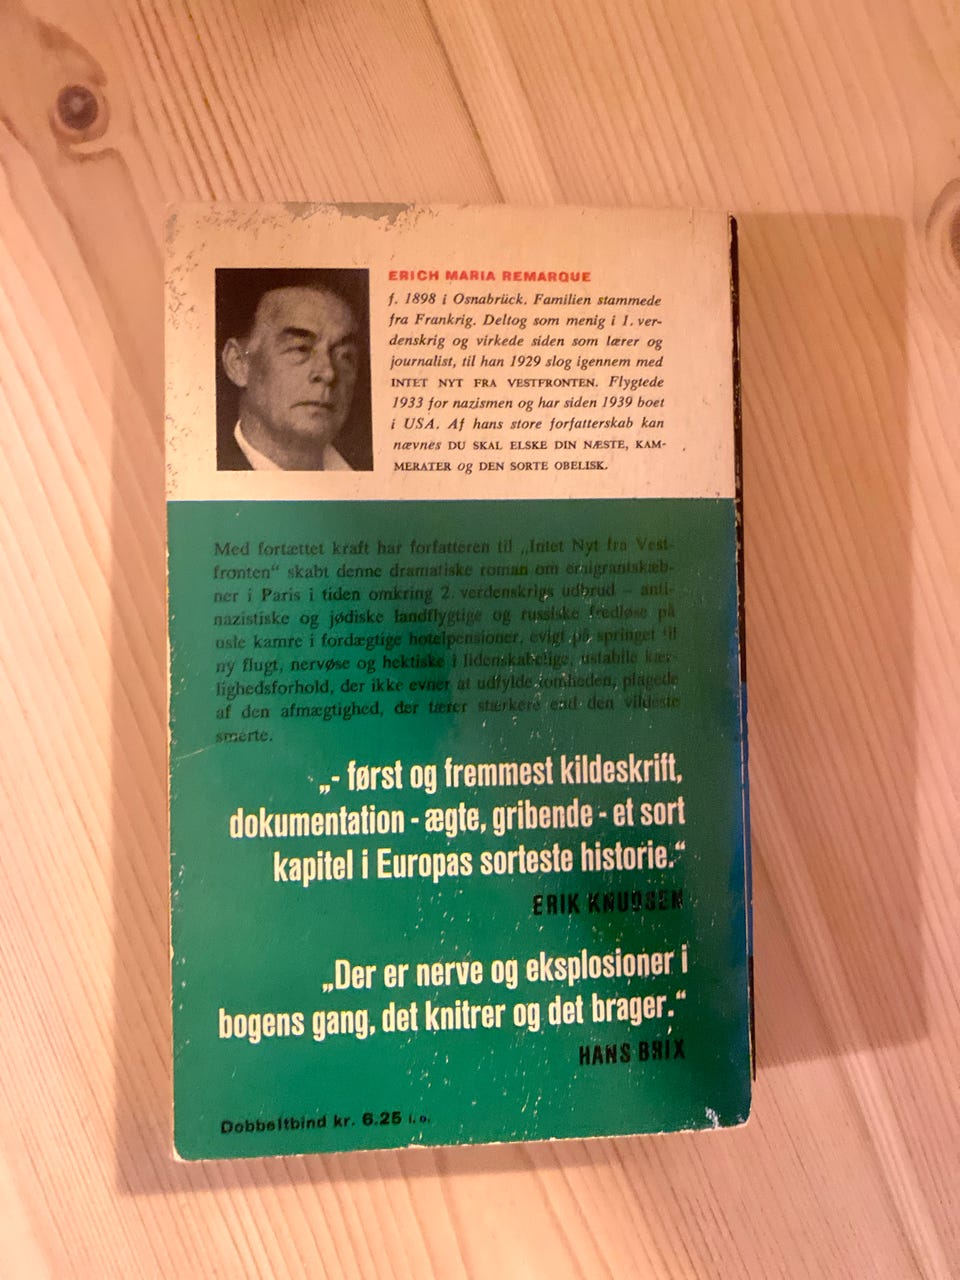 ERICH MARIA REMARQUE
f. 1898 i Osnabrück. Familien stammede
fra Frankrig. Deltog som menig i 1. ver-
denskrig og virkede siden som lærer og
journalist, til han 1929 slog igennem med
INTET NYT FRA VESTFRONTEN. Flygtede
1933 for nazismen og har siden 1939 boet
i USA. Af hans store forfatterskab kan
nævnes DU SKAL ELSKE DIN NÆSTE, KAM-
MERATER og DEN SORTE OBELISK.
Med fortættet kraft har forfatteren til „Intet Nyt fra Vest-
fronten“ skabt denne dramatiske roman om emigrantskæb-
ner i Paris i tiden omkring 2. verdenskrigs udbrud – anti-
nazistiske og jødiske landflygtige og russiske fredløse på
usle kamre i fordægtige hotelpensioner, evigt på springet til
ny flugt, nervøse og hektiske i lidenskabelige, ustabile kær-
lighedsforhold, der ikke evner at udfylde tomheden, plagede
af den afmægtighed, der tærer stærkere end den vildeste
smerte.
„- først og fremmest kildeskrift,
dokumentation - ægte, gribende - et sort
kapitel i Europas sorteste historie.“
ERIK KNUDSEN
„Der er nerve og eksplosioner i
bogens gang, det knitrer og det brager.“
HANS BRIX
Dobbeltbind kr. 6.25 i. o.